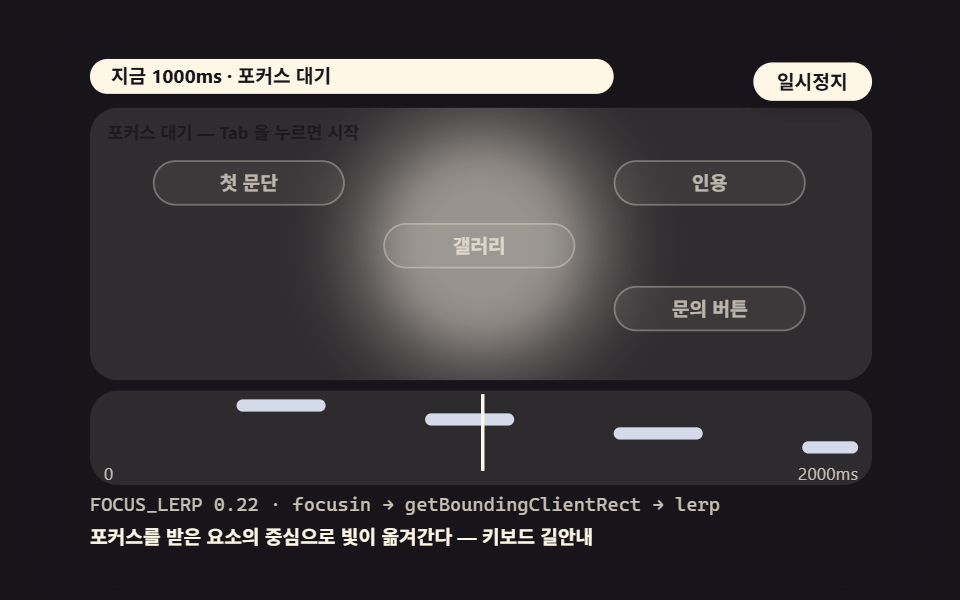 지금 1000ms · 포커스 대기
일시정지
포커스 대기 — Tab 을 누르면 시작
첫 문단
인용
갤러리
문의 버튼
0
2000ms
FOCUS_LERP 0.22 · focusin → getBoundingClientRect → lerp
포커스를 받은 요소의 중심으로 빛이 옮겨간다 — 키보드 길안내